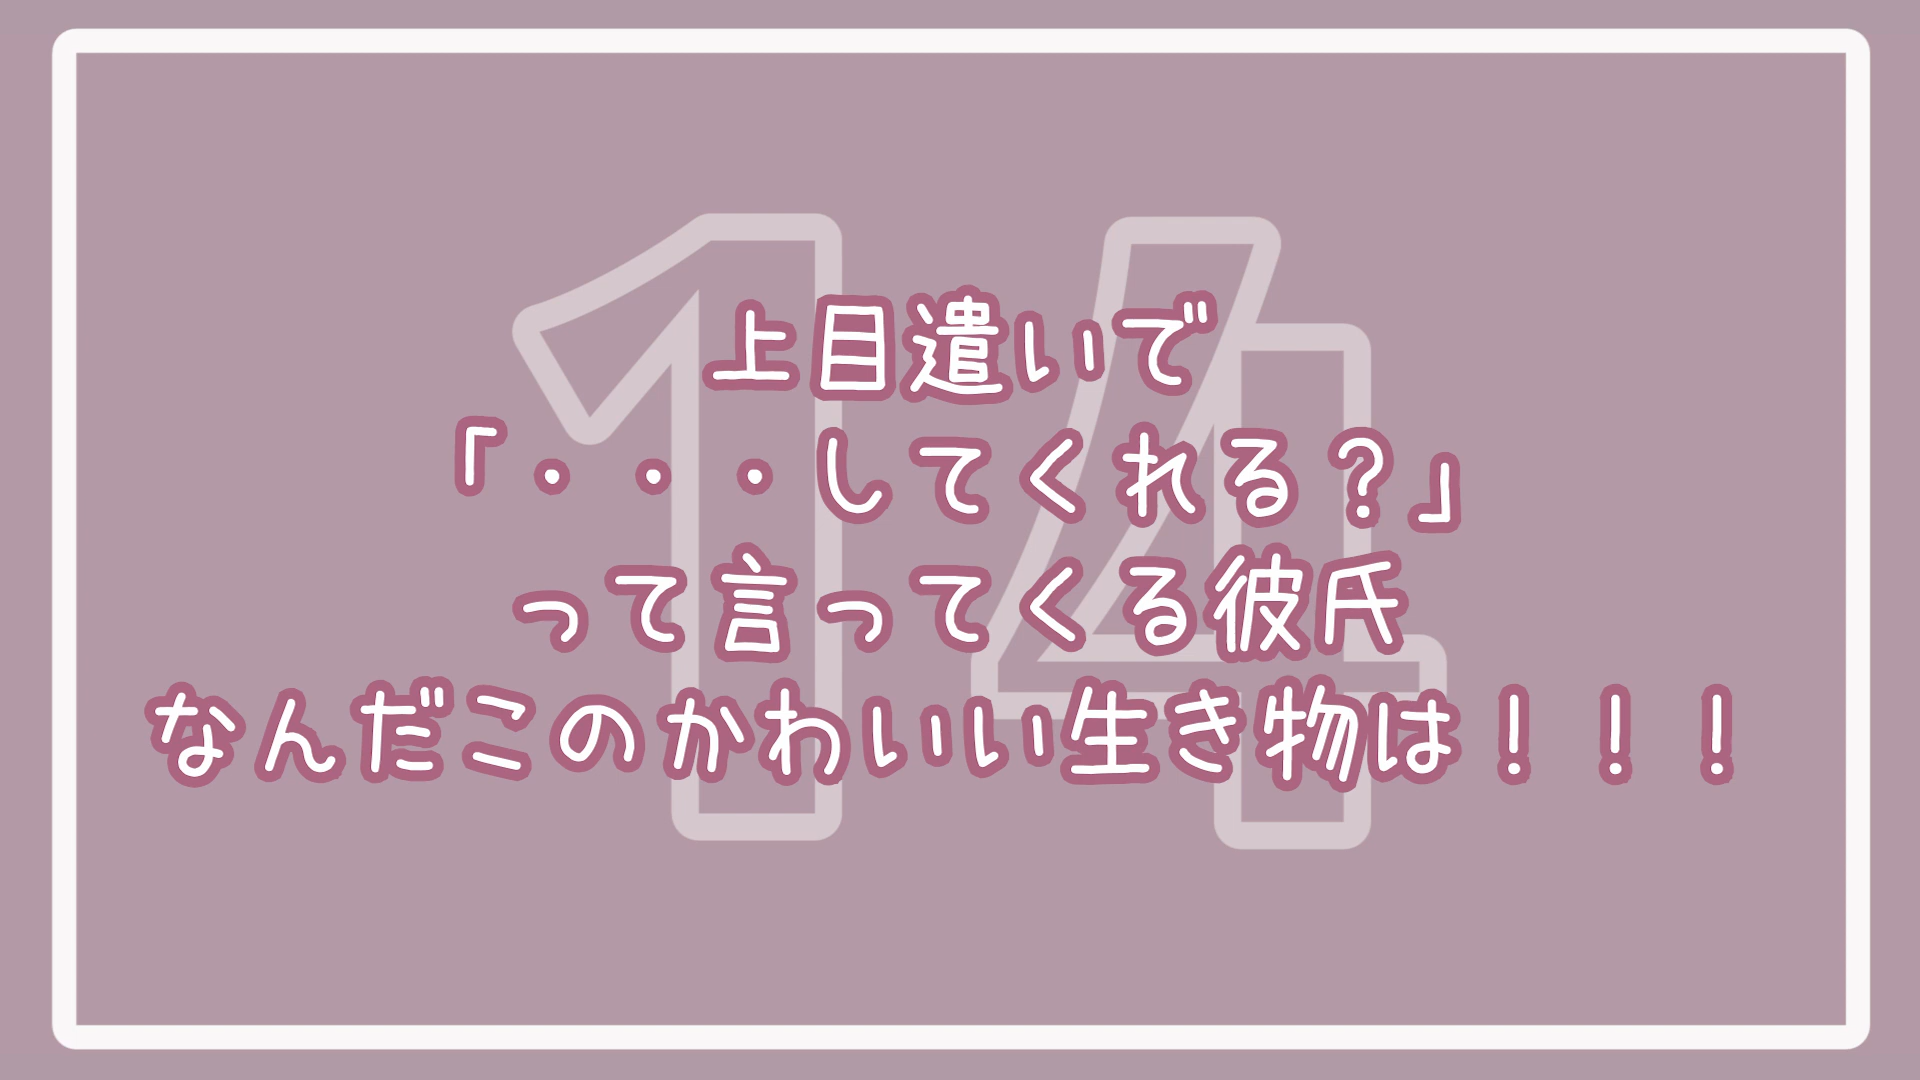 14
上目遣いで
「・・・してくれる？」
って言ってくる彼氏
なんだこのかわいい生き物は！！！